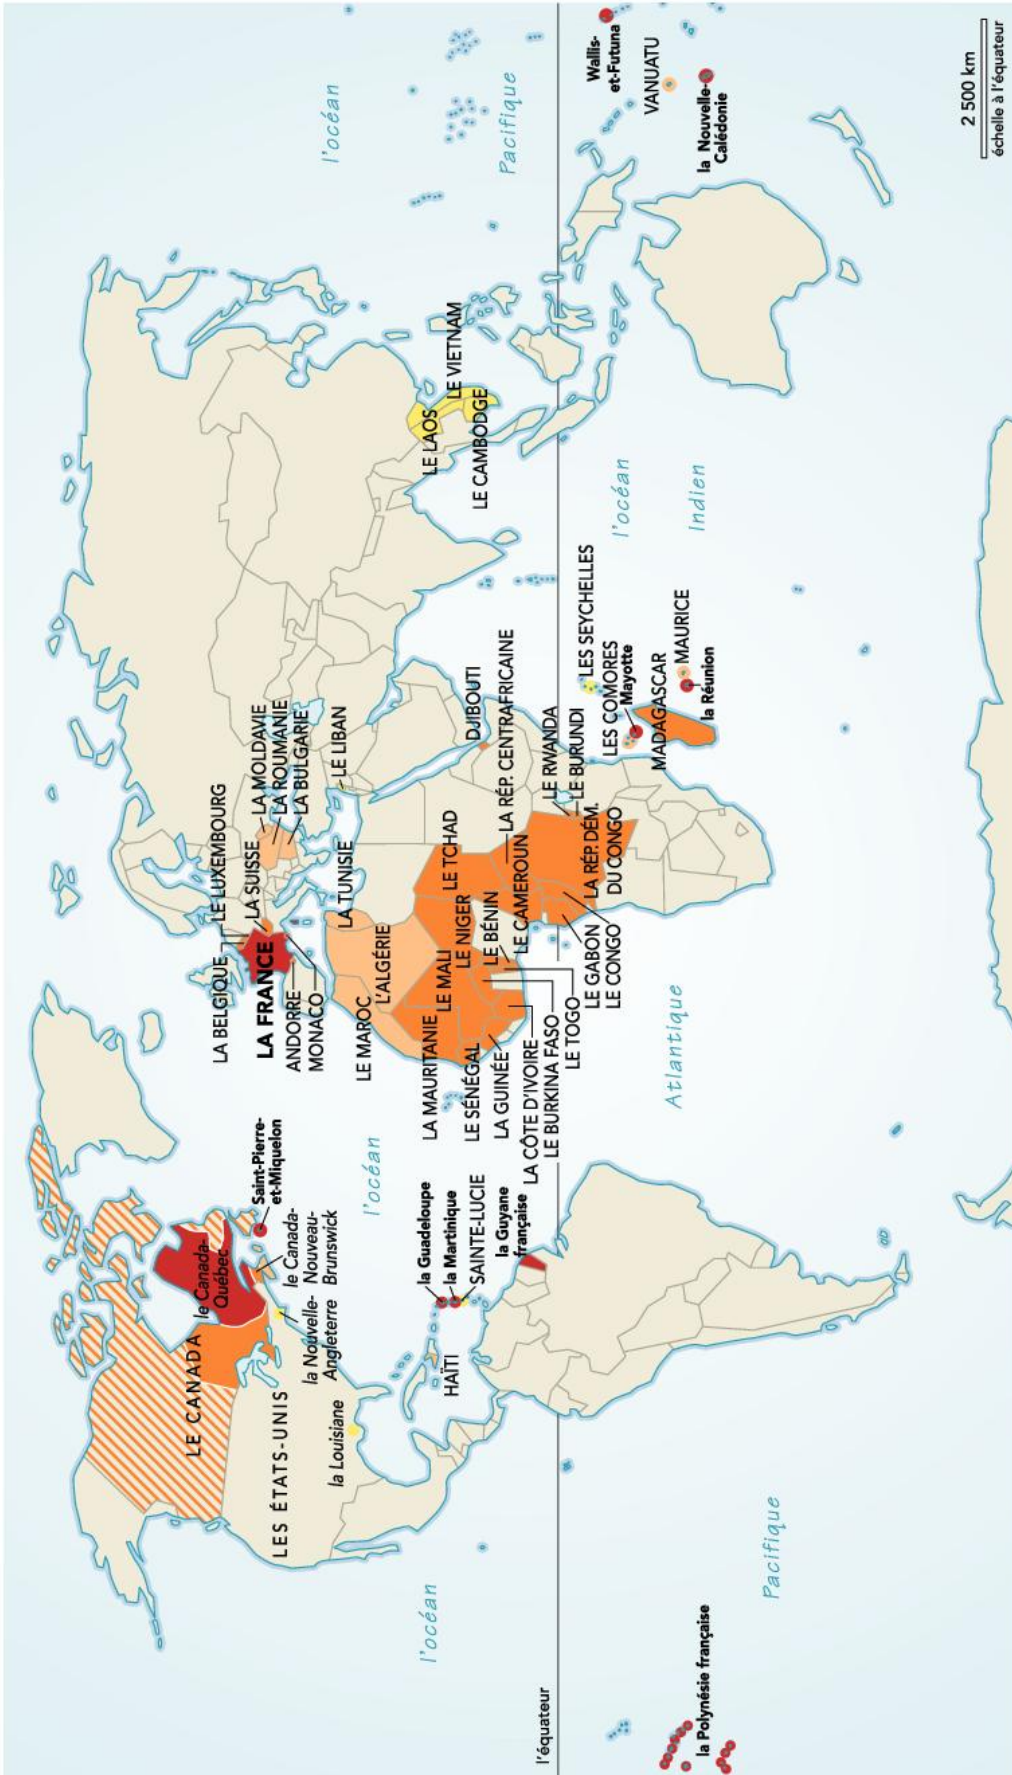 LE CANADA
le Canada-
Québec
Saint-Pierre-
et-Miquelon
le Canada-
Nouveau-
Brunswick
la Nouvelle-
Angleterre
LES ÉTATS-UNIS
la Louisiane
l'océan
Pacifique
l'océan
Atlantique
HAÏTI
la Guadeloupe
la Martinique
SAINTE-LUCIE
la Guyane
française
l'équateur
la Polynésie française
LA BELGIQUE
LE LUXEMBOURG
LA FRANCE
LA SUISSE
ANDORRE
MONACO
LA MOLDAVIE
LA ROUMANIE
LA BULGARIE
LE LIBAN
LE MAROC
L'ALGÉRIE
LA TUNISIE
LA MAURITANIE
LE MALI
LE NIGER
LE TCHAD
DJIBOUTI
LE SÉNÉGAL
LA GUINÉE
LA CÔTE D'IVOIRE
LE BURKINA FASO
LE TOGO
LE BÉNIN
LE CAMEROUN
LA RÉP. CENTRAFRICAINE
LE GABON
LE CONGO
LA RÉP. DÉM.
DU CONGO
LE RWANDA
LE BURUNDI
LES SEYCHELLES
LES COMORES
Mayotte
MADAGASCAR
MAURICE
la Réunion
l'océan
Indien
LE LAOS
LE VIETNAM
LE CAMBODGE
l'océan
Pacifique
Wallis-
et-Futuna
VANUATU
la Nouvelle-
Calédonie
2 500 km
échelle à l'équateur